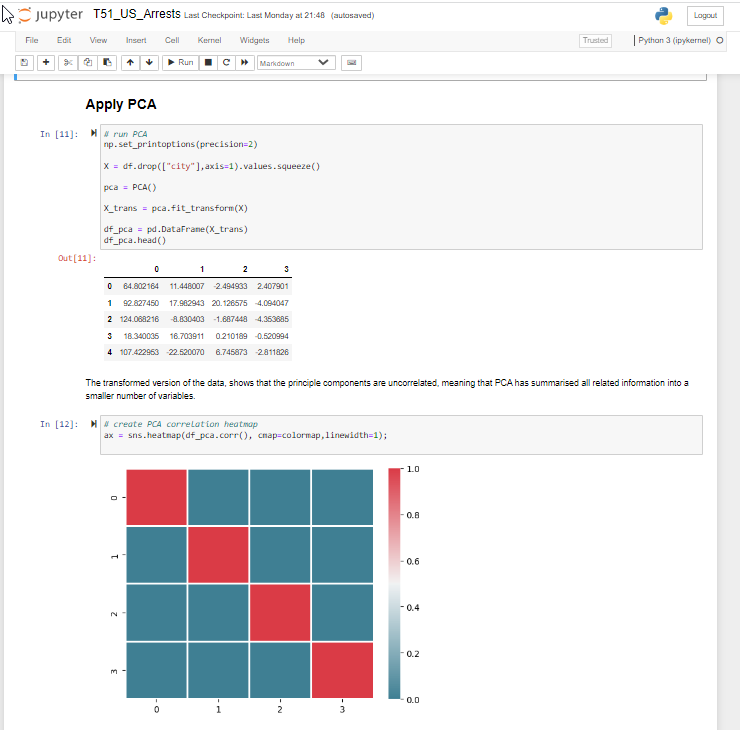 jupyter T51_US_Arrests Last Checkpoint: Last Monday at 21:48 (autosaved)
Logout
File Edit View Insert Cell Kernel Widgets Help
Trusted
Python 3 (ipykernel)
Run
Markdown
Apply PCA
In [11]:
# run PCA
np.set_printoptions(precision=2)
X = df.drop(["city"],axis=1).values.squeeze()
pca = PCA()
X_trans = pca.fit_transform(X)
df_pca = pd.DataFrame(X_trans)
df_pca.head()
Out[11]:
0 1 2 3
0 64.802164 11.448007 -2.494933 2.407901
1 92.827450 17.982943 20.126575 -4.094047
2 124.068216 -8.830403 -1.687448 -4.353685
3 18.340035 16.703911 0.210189 -0.520994
4 107.422953 -22.520070 6.745873 -2.811826
The transformed version of the data, shows that the principle components are uncorrelated, meaning that PCA has summarised all related information into a
smaller number of variables.
In [12]:
# create PCA correlation heatmap
ax = sns.heatmap(df_pca.corr(), cmap=colormap,linewidth=1);
1.0
0
0.8
1
0.6
0.4
2
0.2
3
0.0
0 1 2 3